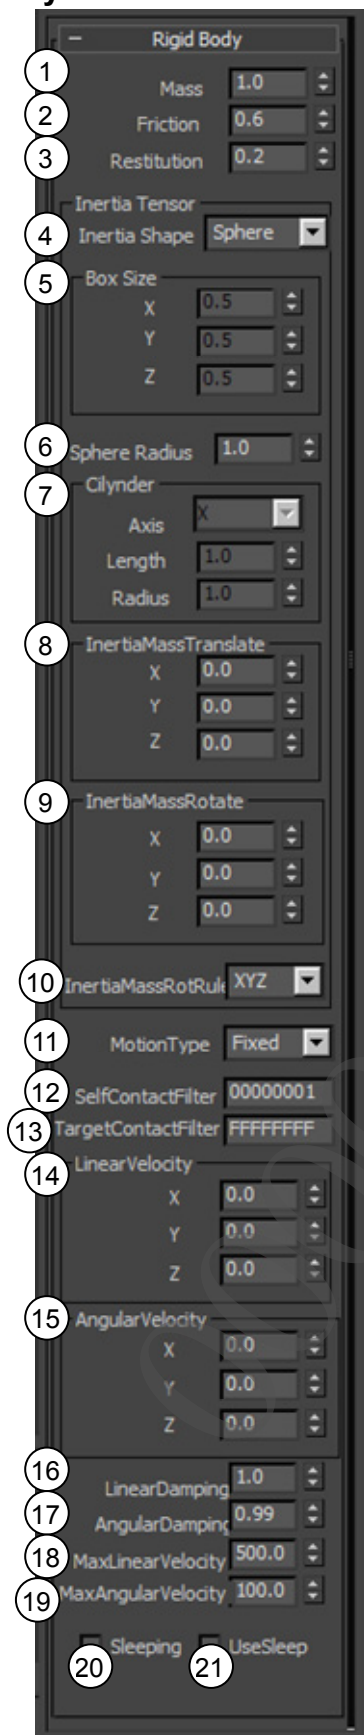 − Rigid Body
1 Mass 1.0
2 Friction 0.6
3 Restitution 0.2
Inertia Tensor
4 Inertia Shape Sphere
5 Box Size
X 0.5
Y 0.5
Z 0.5
6 Sphere Radius 1.0
7 Cilynder
Axis X
Length 1.0
Radius 1.0
8 InertiaMassTranslate
X 0.0
Y 0.0
Z 0.0
9 InertiaMassRotate
X 0.0
Y 0.0
Z 0.0
10 InertiaMassRotRule XYZ
11 MotionType Fixed
12 SelfContactFilter 00000001
13 TargetContactFilter FFFFFFFF
14 LinearVelocity
X 0.0
Y 0.0
Z 0.0
15 AngularVelocity
X 0.0
Y 0.0
Z 0.0
16 LinearDamping 1.0
17 AngularDamping 0.99
18 MaxLinearVelocity 500.0
19 MaxAngularVelocity 100.0
20 Sleeping 21 UseSleep